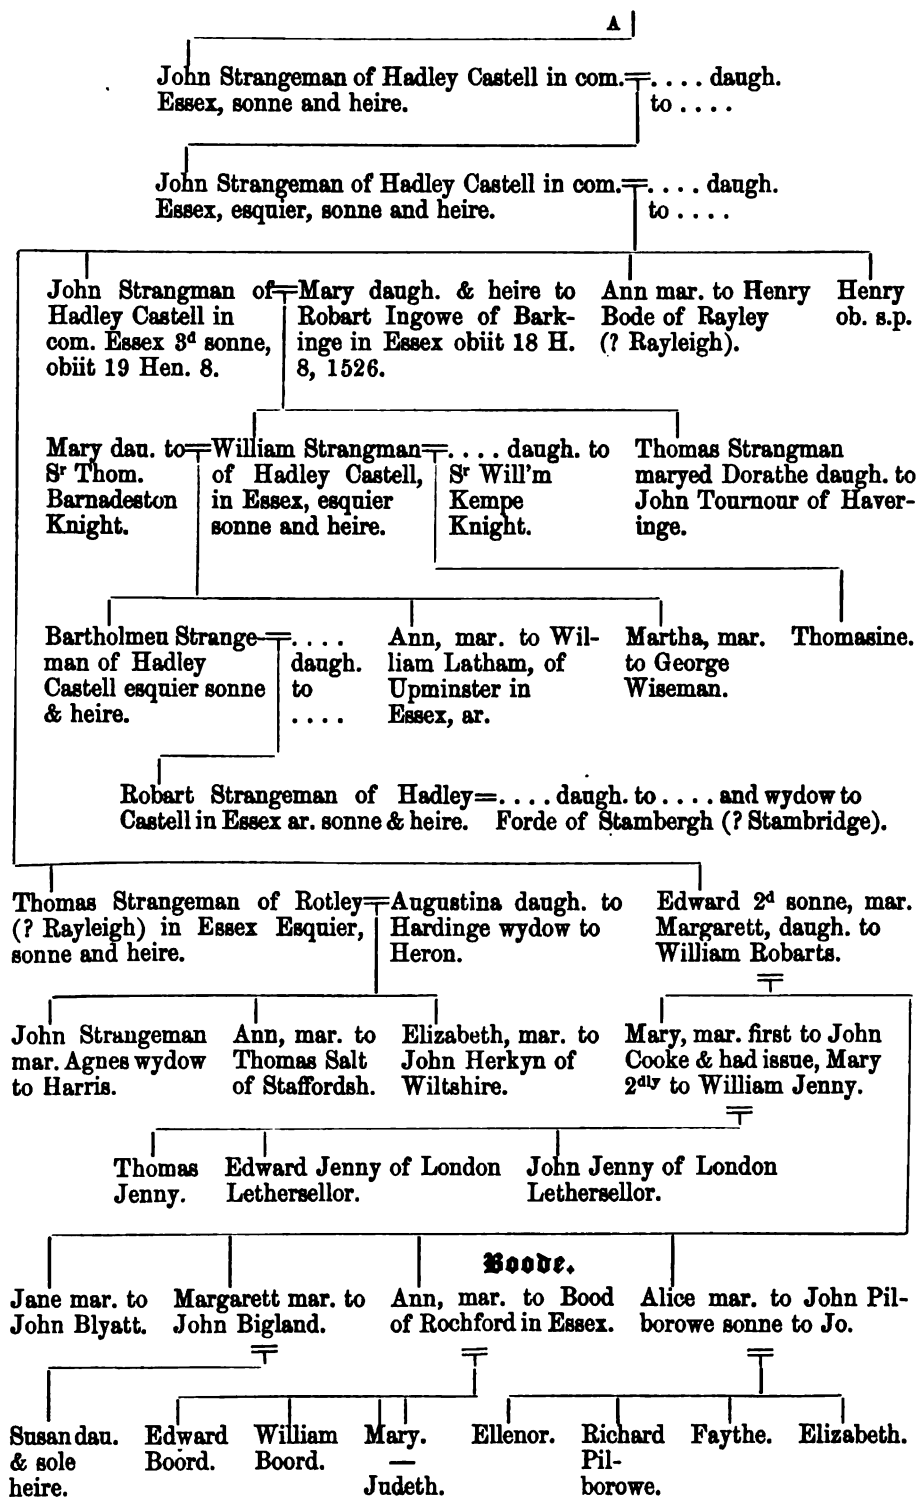 A
John Strangeman of Hadley Castell in com. = . . . . daugh.
Essex, sonne and heire. to . . . .
John Strangeman of Hadley Castell in com. = . . . . daugh.
Essex, esquier, sonne and heire. to . . . .
John Strangman of
Hadley Castell in
com. Essex 3d sonne,
obiit 19 Hen. 8.
= Mary daugh. & heire to
Robart Ingowe of Bark-
inge in Essex obiit 18 H.
8, 1526.
Ann mar. to Henry
Bode of Rayley
(? Rayleigh).
Henry
ob. s.p.
Mary dau. to
Sr Thom.
Barnadeston
Knight.
= William Strangman =
of Hadley Castell,
in Essex, esquier
sonne and heire.
. . . . daugh. to
Sr Will'm
Kempe
Knight.
Thomas Strangman
maryed Dorathe daugh. to
John Tournour of Haver-
inge.
Bartholmeu Strange-
man of Hadley
Castell esquier sonne
& heire.
= . . . .
daugh.
to
. . . .
Ann, mar. to Wil-
liam Latham, of
Upminster in
Essex, ar.
Martha, mar.
to George
Wiseman.
Thomasine.
Robart Strangeman of Hadley = . . . . daugh. to . . . . and wydow to
Castell in Essex ar. sonne & heire. Forde of Stambergh (? Stambridge).
Thomas Strangeman of Rotley
(? Rayleigh) in Essex Esquier,
sonne and heire.
= Augustina daugh. to
Hardinge wydow to
Heron.
Edward 2d sonne, mar.
Margarett, daugh. to
William Robarts.
John Strangeman
mar. Agnes wydow
to Harris.
Ann, mar. to
Thomas Salt
of Staffordsh.
Elizabeth, mar. to
John Herkyn of
Wiltshire.
Mary, mar. first to John
Cooke & had issue, Mary
2dly to William Jenny.
Thomas
Jenny.
Edward Jenny of London
Lethersellor.
John Jenny of London
Lethersellor.
Boode.
Jane mar. to
John Blyatt.
Margarett mar. to
John Bigland.
Ann, mar. to Bood
of Rochford in Essex.
Alice mar. to John Pil-
borowe sonne to Jo.
Susan dau.
& sole
heire.
Edward
Boord.
William
Boord.
Mary.
—
Judeth.
Ellenor.
Richard
Pil-
borowe.
Faythe.
Elizabeth.